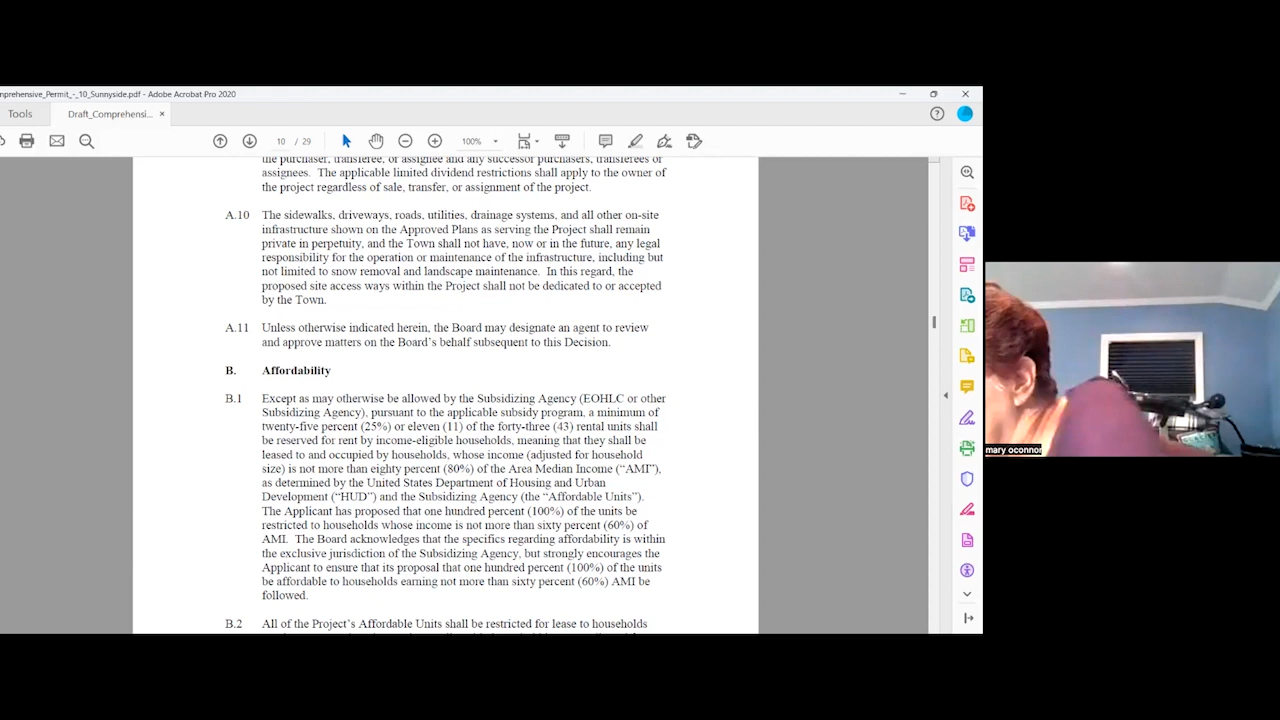 mprehensive_Permit_-_10_Sunnyside.pdf - Adobe Acrobat Pro 2020
Tools
Draft_Comprehensi...
10 / 29
100%
the purchaser, transferee, or assignee and any successor purchasers, transferees or
assignees. The applicable limited dividend restrictions shall apply to the owner of
the project regardless of sale, transfer, or assignment of the project.
A.10 The sidewalks, driveways, roads, utilities, drainage systems, and all other on-site
infrastructure shown on the Approved Plans as serving the Project shall remain
private in perpetuity, and the Town shall not have, now or in the future, any legal
responsibility for the operation or maintenance of the infrastructure, including but
not limited to snow removal and landscape maintenance. In this regard, the
proposed site access ways within the Project shall not be dedicated to or accepted
by the Town.
A.11 Unless otherwise indicated herein, the Board may designate an agent to review
and approve matters on the Board's behalf subsequent to this Decision.
B. Affordability
B.1 Except as may otherwise be allowed by the Subsidizing Agency (EOHLC or other
Subsidizing Agency), pursuant to the applicable subsidy program, a minimum of
twenty-five percent (25%) or eleven (11) of the forty-three (43) rental units shall
be reserved for rent by income-eligible households, meaning that they shall be
leased to and occupied by households, whose income (adjusted for household
size) is not more than eighty percent (80%) of the Area Median Income ("AMI"),
as determined by the United States Department of Housing and Urban
Development ("HUD") and the Subsidizing Agency (the "Affordable Units").
The Applicant has proposed that one hundred percent (100%) of the units be
restricted to households whose income is not more than sixty percent (60%) of
AMI. The Board acknowledges that the specifics regarding affordability is within
the exclusive jurisdiction of the Subsidizing Agency, but strongly encourages the
Applicant to ensure that its proposal that one hundred percent (100%) of the units
be affordable to households earning not more than sixty percent (60%) AMI be
followed.
B.2 All of the Project's Affordable Units shall be restricted for lease to households
mary oconnor